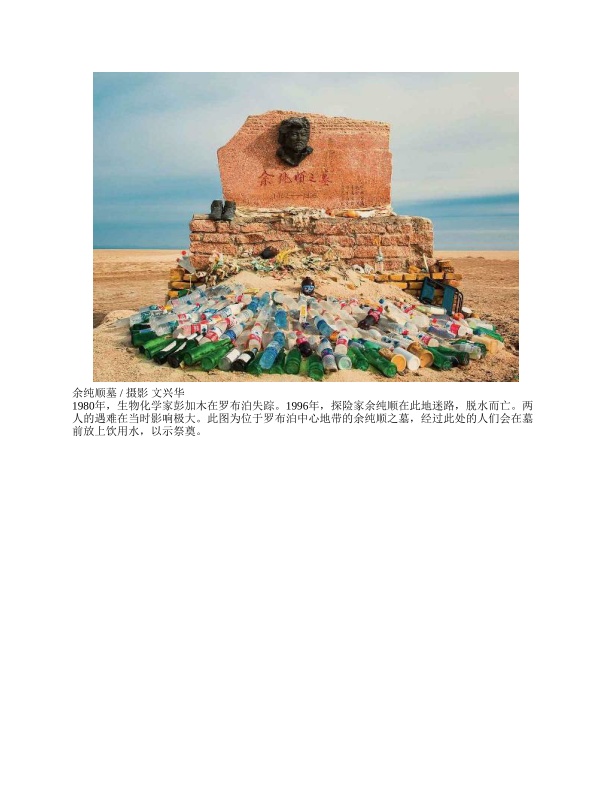 余纯顺之墓
余纯顺墓 / 摄影 文兴华
1980年，生物化学家彭加木在罗布泊失踪。1996年，探险家余纯顺在此地迷路，脱水而亡。两
人的遇难在当时影响极大。此图为位于罗布泊中心地带的余纯顺之墓，经过此处的人们会在墓
前放上饮用水，以示祭奠。